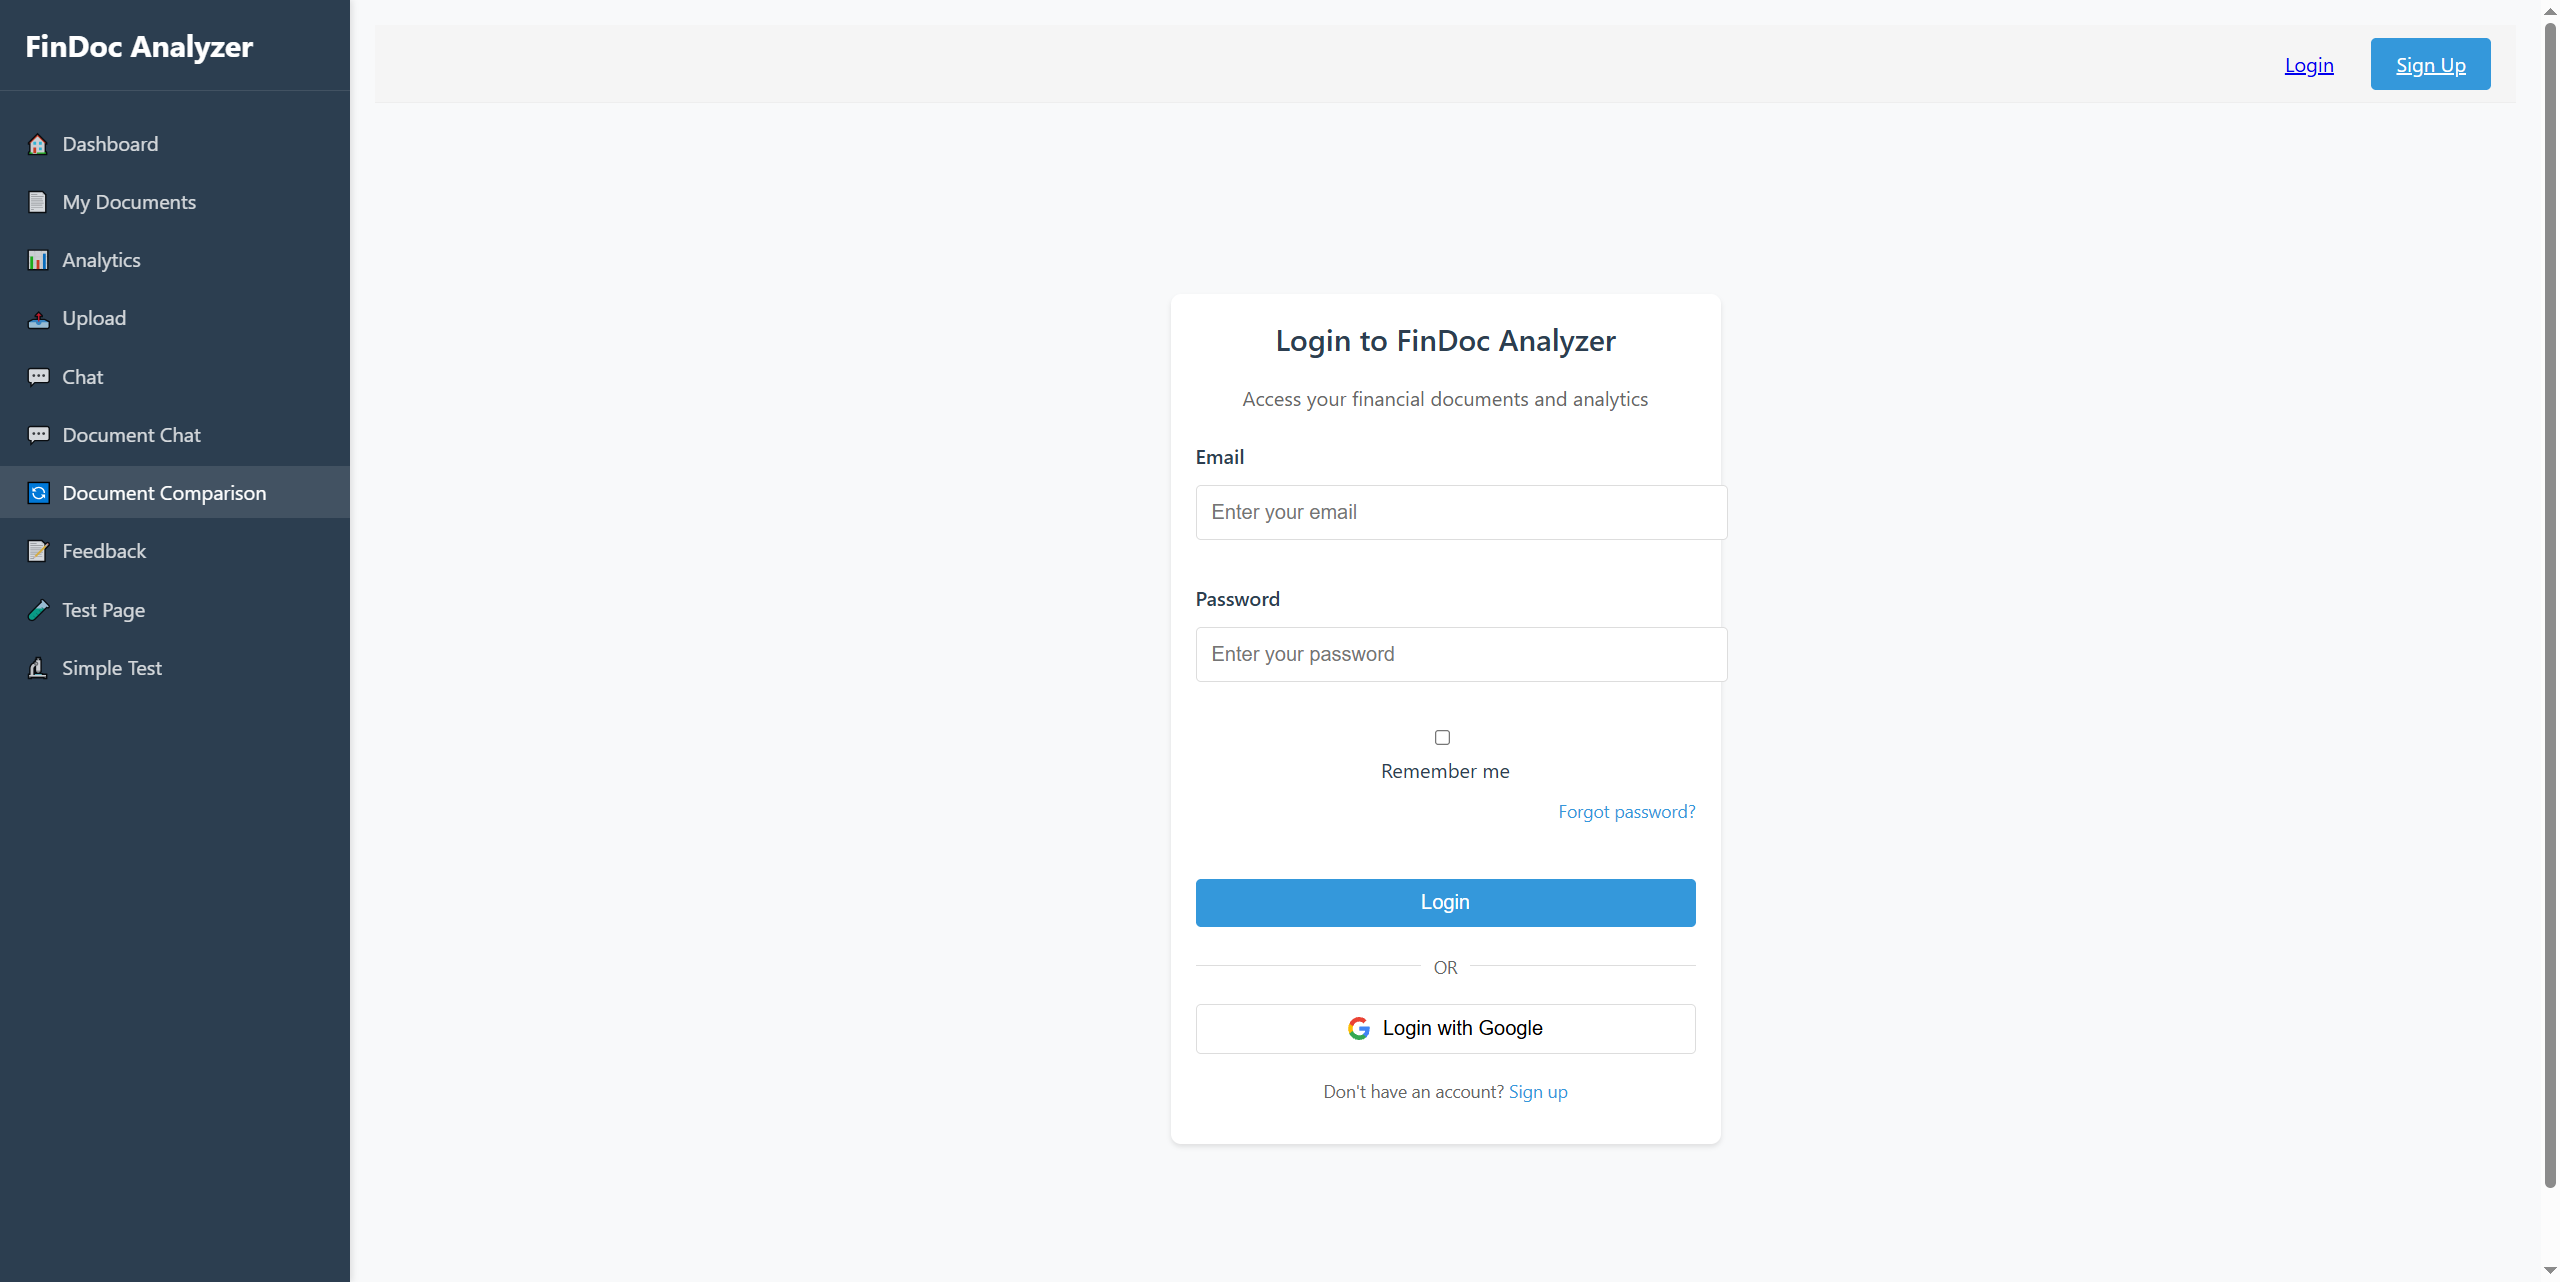 FinDoc Analyzer
Login
Sign Up
Dashboard
My Documents
Analytics
Upload
Chat
Document Chat
Document Comparison
Feedback
Test Page
Simple Test
Login to FinDoc Analyzer
Access your financial documents and analytics
Email
Enter your email
Password
Enter your password
Remember me
Forgot password?
Login
OR
Login with Google
Don't have an account? Sign up